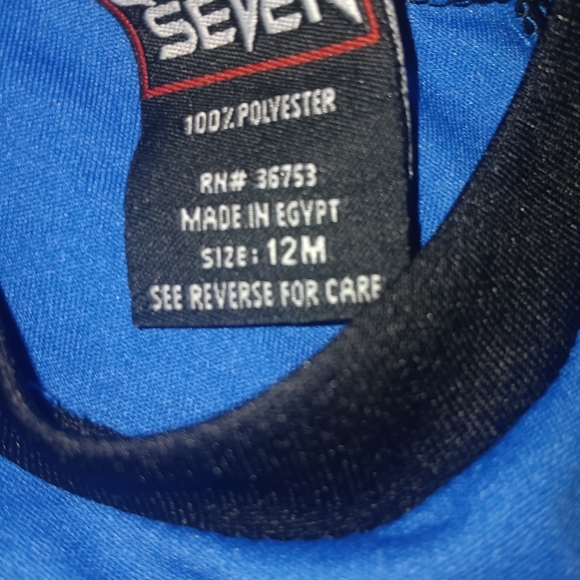 SEVEN
100% POLYESTER
RN# 36753
MADE IN EGYPT
SIZE: 12M
SEE REVERSE FOR CARE